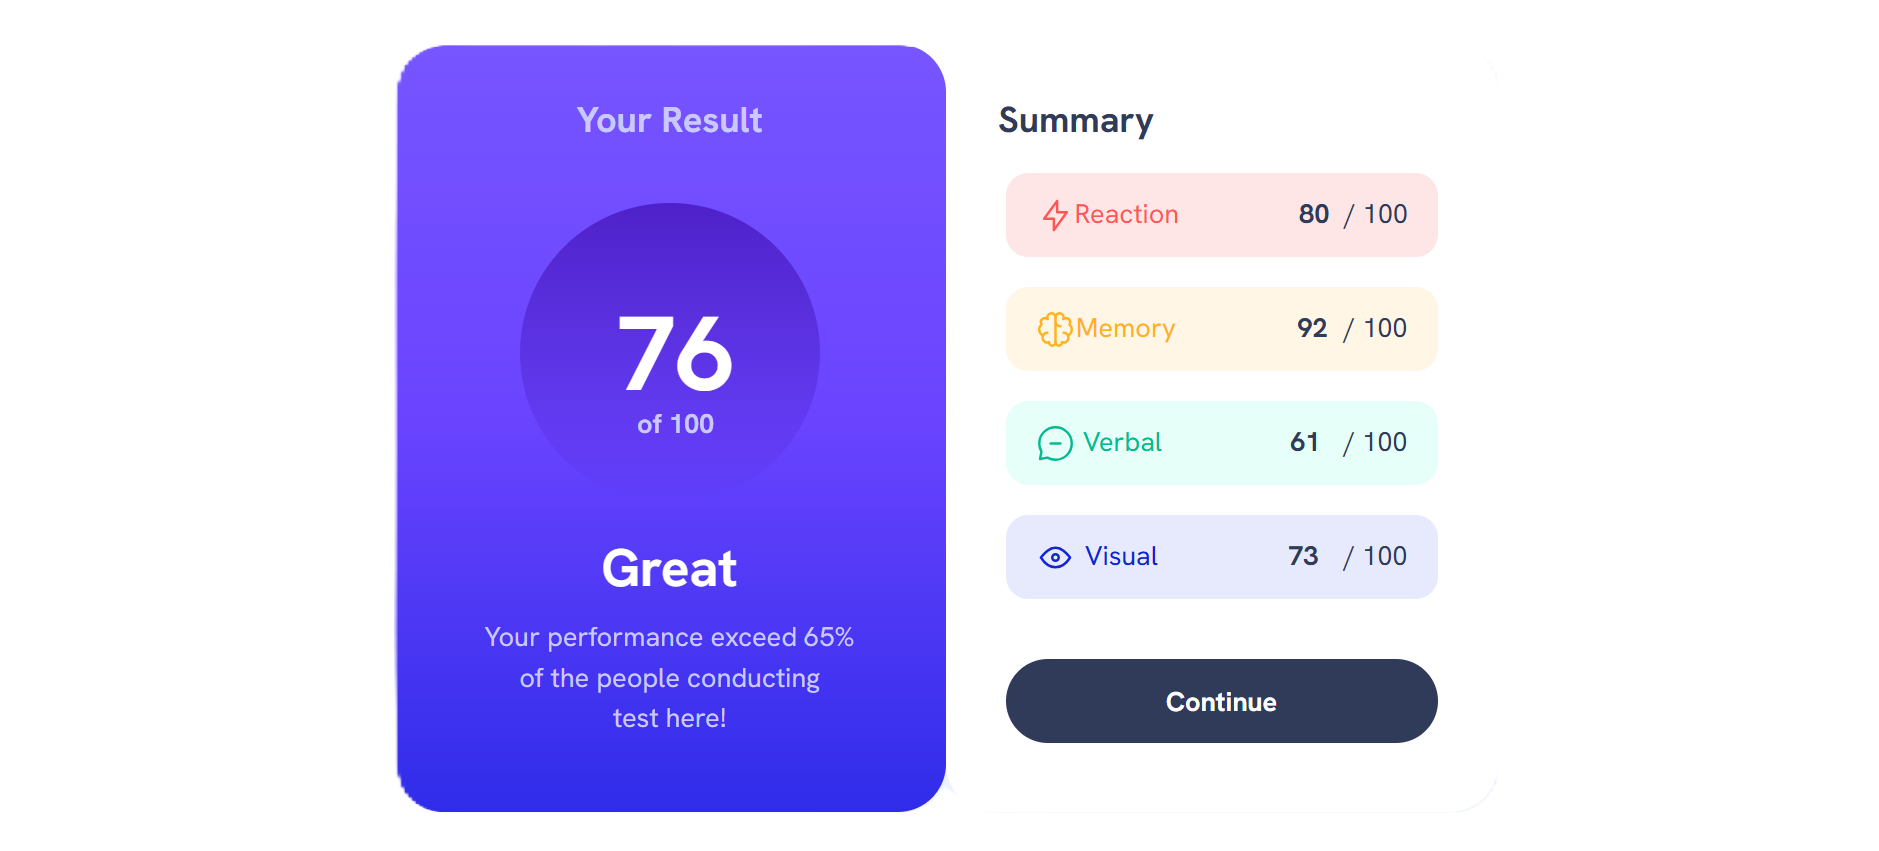 Your Result
76
of 100
Great
Your performance exceed 65%
of the people conducting
test here!
Summary
Reaction 80 / 100
Memory 92 / 100
Verbal 61 / 100
Visual 73 / 100
Continue